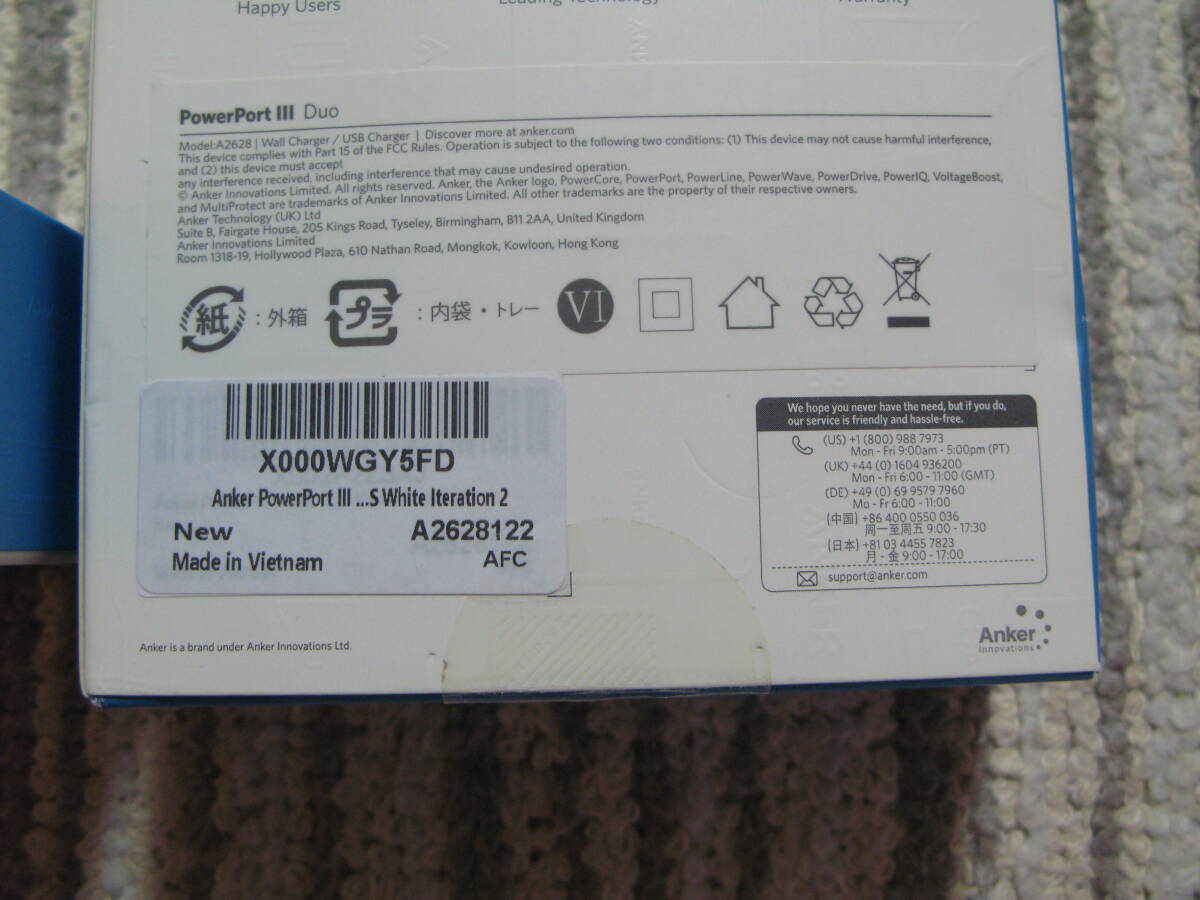 Happy Users
Leading Technology
Warranty
PowerPort III Duo
Model:A2628 | Wall Charger / USB Charger | Discover more at anker.com
This device complies with Part 15 of the FCC Rules. Operation is subject to the following two conditions: (1) This device may not cause harmful interference,
and (2) this device must accept
any interference received, including interference that may cause undesired operation.
© Anker Innovations Limited. All rights reserved. Anker, the Anker logo, PowerCore, PowerPort, PowerLine, PowerWave, PowerDrive, PowerIQ, VoltageBoost,
and MultiProtect are trademarks of Anker Innovations Limited. All other trademarks are the property of their respective owners.
Anker Technology (UK) Ltd
Suite B, Fairgate House, 205 Kings Road, Tyseley, Birmingham, B11 2AA, United Kingdom
Anker Innovations Limited
Room 1318-19, Hollywood Plaza, 610 Nathan Road, Mongkok, Kowloon, Hong Kong
紙 : 外箱 プラ : 内袋・トレー VI
X000WGY5FD
Anker PowerPort III ...S White Iteration 2
New A2628122
Made in Vietnam AFC
We hope you never have the need, but if you do,
our service is friendly and hassle-free.
(US) +1 (800) 988 7973
Mon - Fri 9:00am - 5:00pm (PT)
(UK) +44 (0) 1604 936200
Mon - Fri 6:00 - 11:00 (GMT)
(DE) +49 (0) 69 9579 7960
Mo - Fr 6:00 - 11:00
(中国) +86 400 0550 036
周一至周五 9:00 - 17:30
(日本) +81 03 4455 7823
月 - 金 9:00 - 17:00
support@anker.com
Anker is a brand under Anker Innovations Ltd.
Anker
Innovations